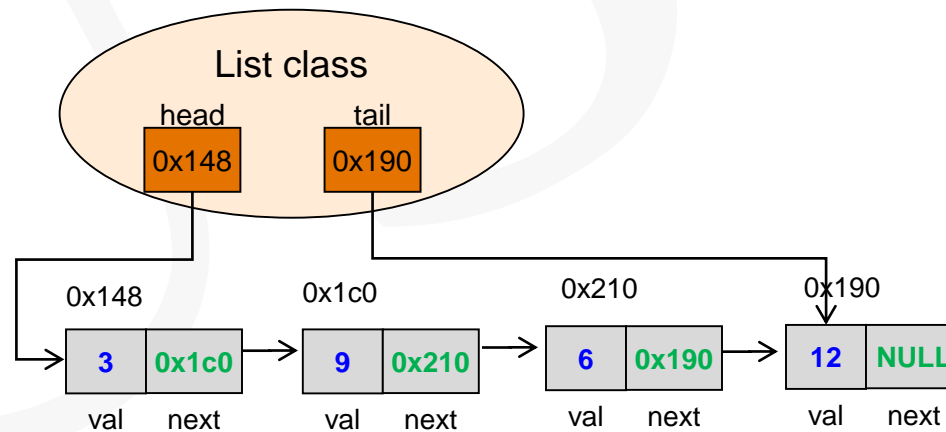 List class
head tail
0x148 0x190
0x148 0x1c0 0x210 0x190
3 0x1c0 9 0x210 6 0x190 12 NULL
val next val next val next val next